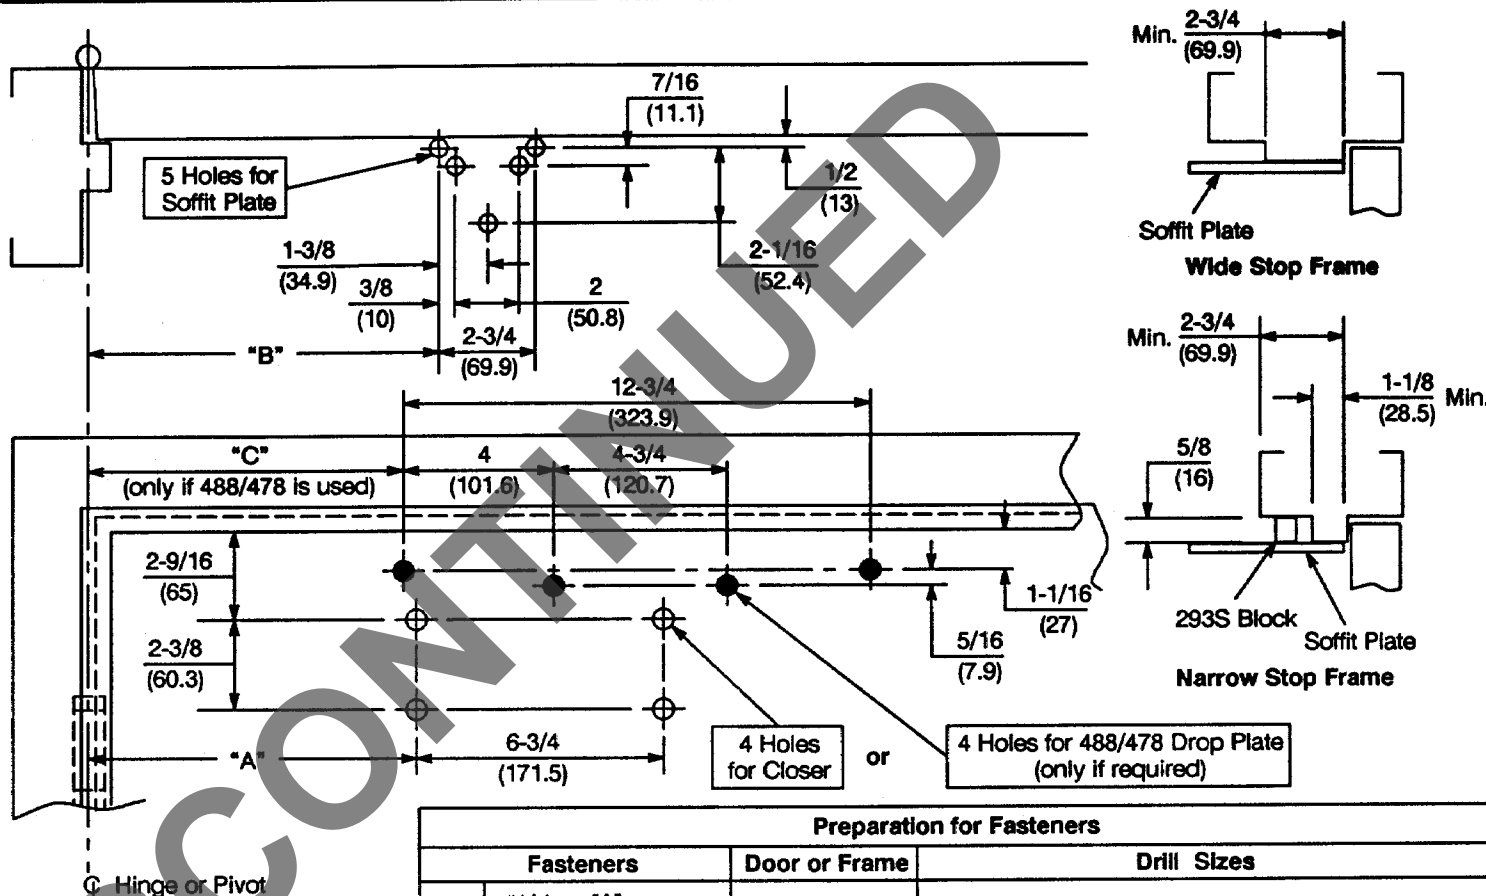 Min. 2-3/4
(69.9)
7/16
(11.1)
5 Holes for
Soffit Plate
1/2
(13)
Soffit Plate
Wide Stop Frame
1-3/8
(34.9)
2-1/16
(52.4)
3/8
(10)
2
(50.8)
"B"
2-3/4
(69.9)
Min. 2-3/4
(69.9)
1-1/8 Min.
(28.5)
5/8
(16)
293S Block
Soffit Plate
Narrow Stop Frame
12-3/4
(323.9)
"C"
(only if 488/478 is used)
4
(101.6)
4-3/4
(120.7)
2-9/16
(65)
1-1/16
(27)
5/16
(7.9)
2-3/8
(60.3)
"A"
6-3/4
(171.5)
4 Holes
for Closer
or
4 Holes for 488/478 Drop Plate
(only if required)
CONTINUED
℄ Hinge or Pivot
Preparation for Fasteners
Fasteners Door or Frame Drill Sizes